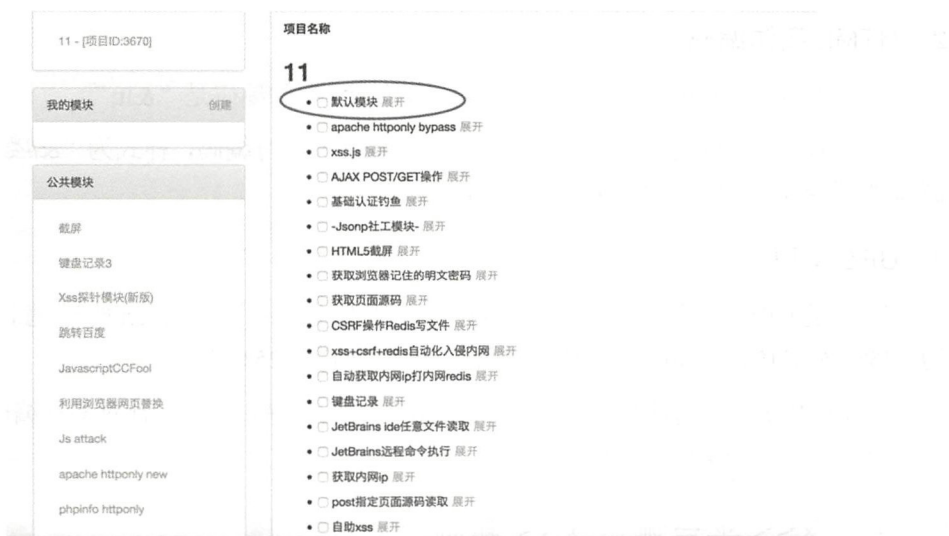 11 - [项目ID:3670]
我的模块 创建
公共模块
截屏
键盘记录3
Xss探针模块(新版)
跳转百度
JavascriptCCFool
利用浏览器网页替换
Js attack
apache httponly new
phpinfo httponly
项目名称
11
默认模块 展开
apache httponly bypass 展开
xss.js 展开
AJAX POST/GET操作 展开
基础认证钓鱼 展开
-Jsonp社工模块- 展开
HTML5截屏 展开
获取浏览器记住的明文密码 展开
获取页面源码 展开
CSRF操作Redis写文件 展开
xss+csrf+redis自动化入侵内网 展开
自动获取内网ip打内网redis 展开
键盘记录 展开
JetBrains ide任意文件读取 展开
JetBrains远程命令执行 展开
获取内网ip 展开
post指定页面源码读取 展开
自助xss 展开